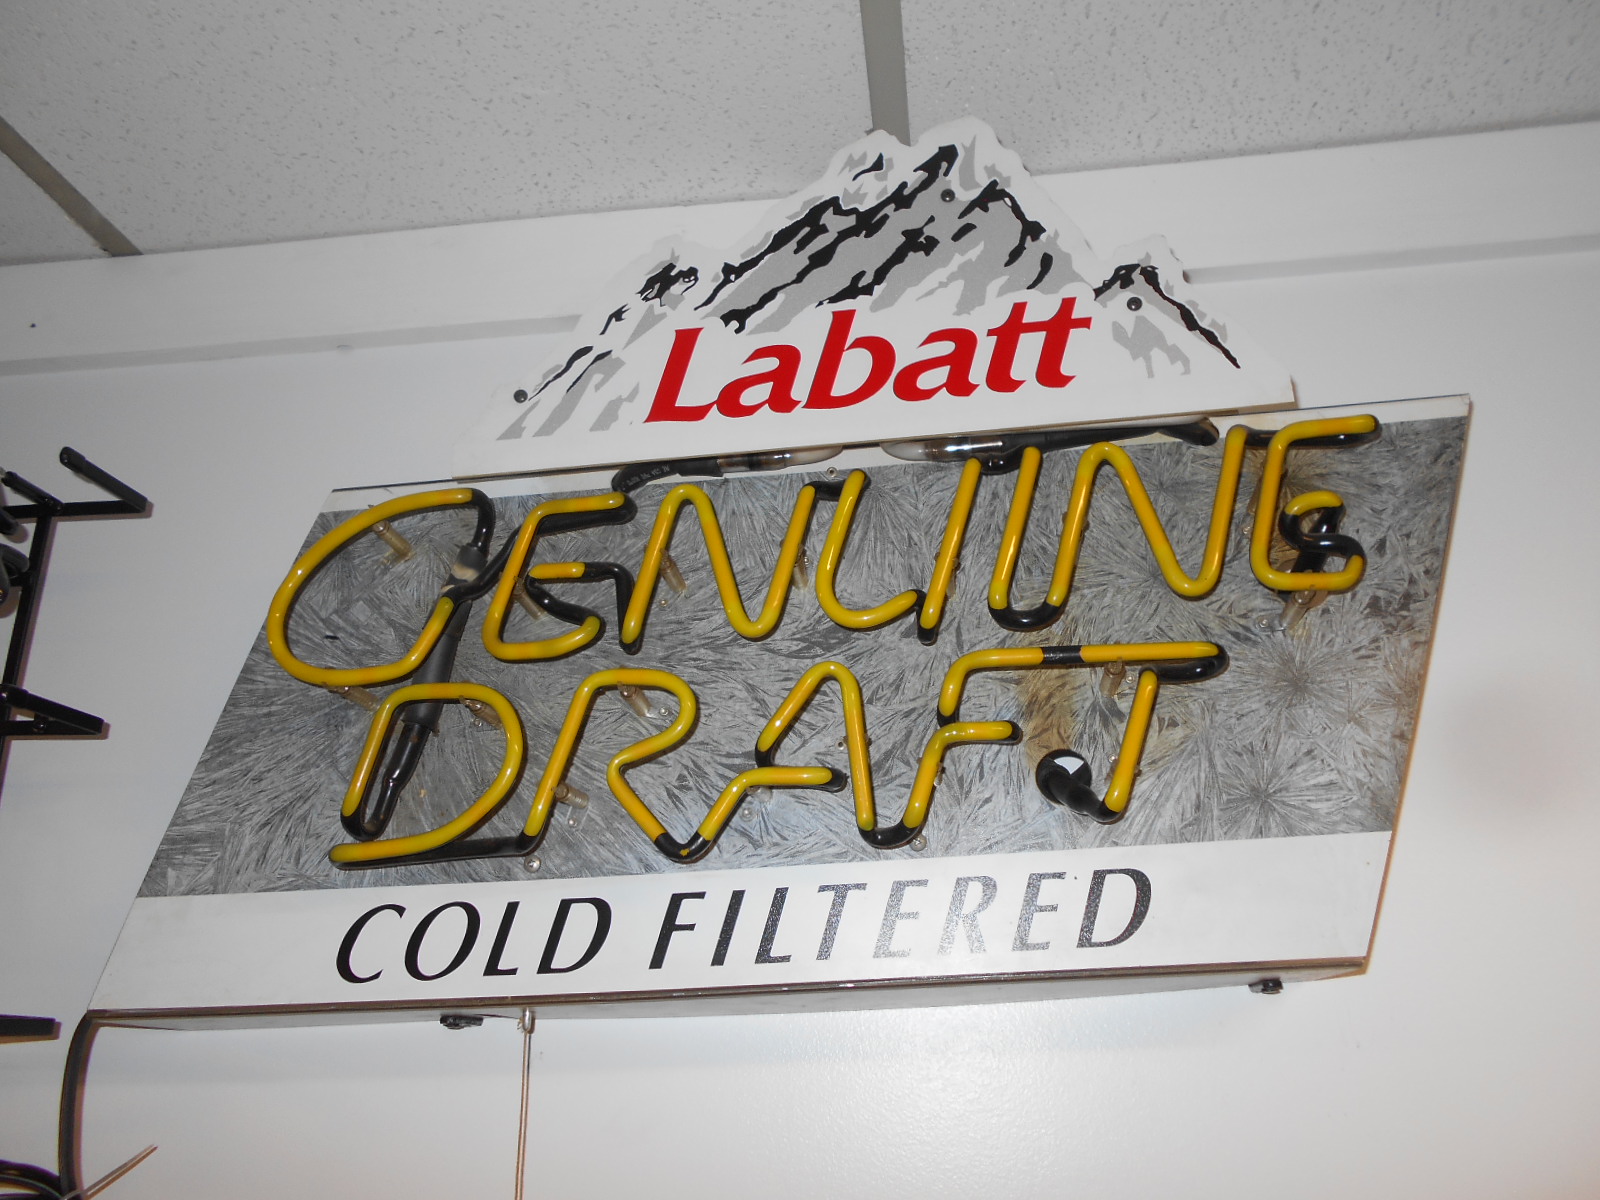 Labatt
GENUINE
DRAFT
COLD FILTERED